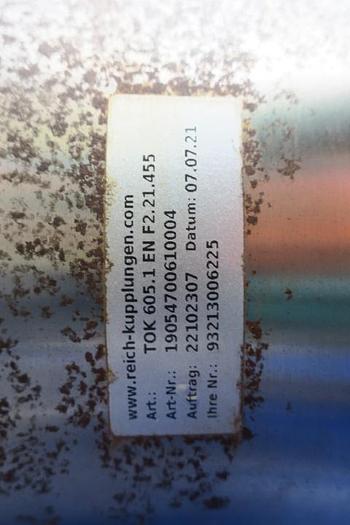 www.reich-kupplungen.com
Art.: TOK 605.1 EN F2.21.455
Art-Nr.: 19054700610004
Auftrag: 22102307 Datum: 07.07.21
Ihre Nr.: 93213006225